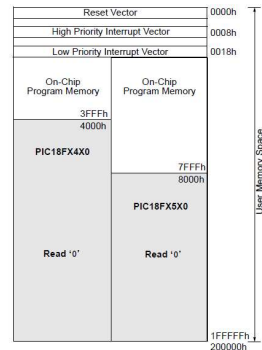 Reset Vector
0000h
High Priority Interrupt Vector
0008h
Low Priority Interrupt Vector
0018h
On-Chip
Program Memory
On-Chip
Program Memory
3FFFh
4000h
PIC18FX4X0
7FFFh
8000h
PIC18FX5X0
Read ‘0’
Read ‘0’
User Memory Space
1FFFFFh
200000h